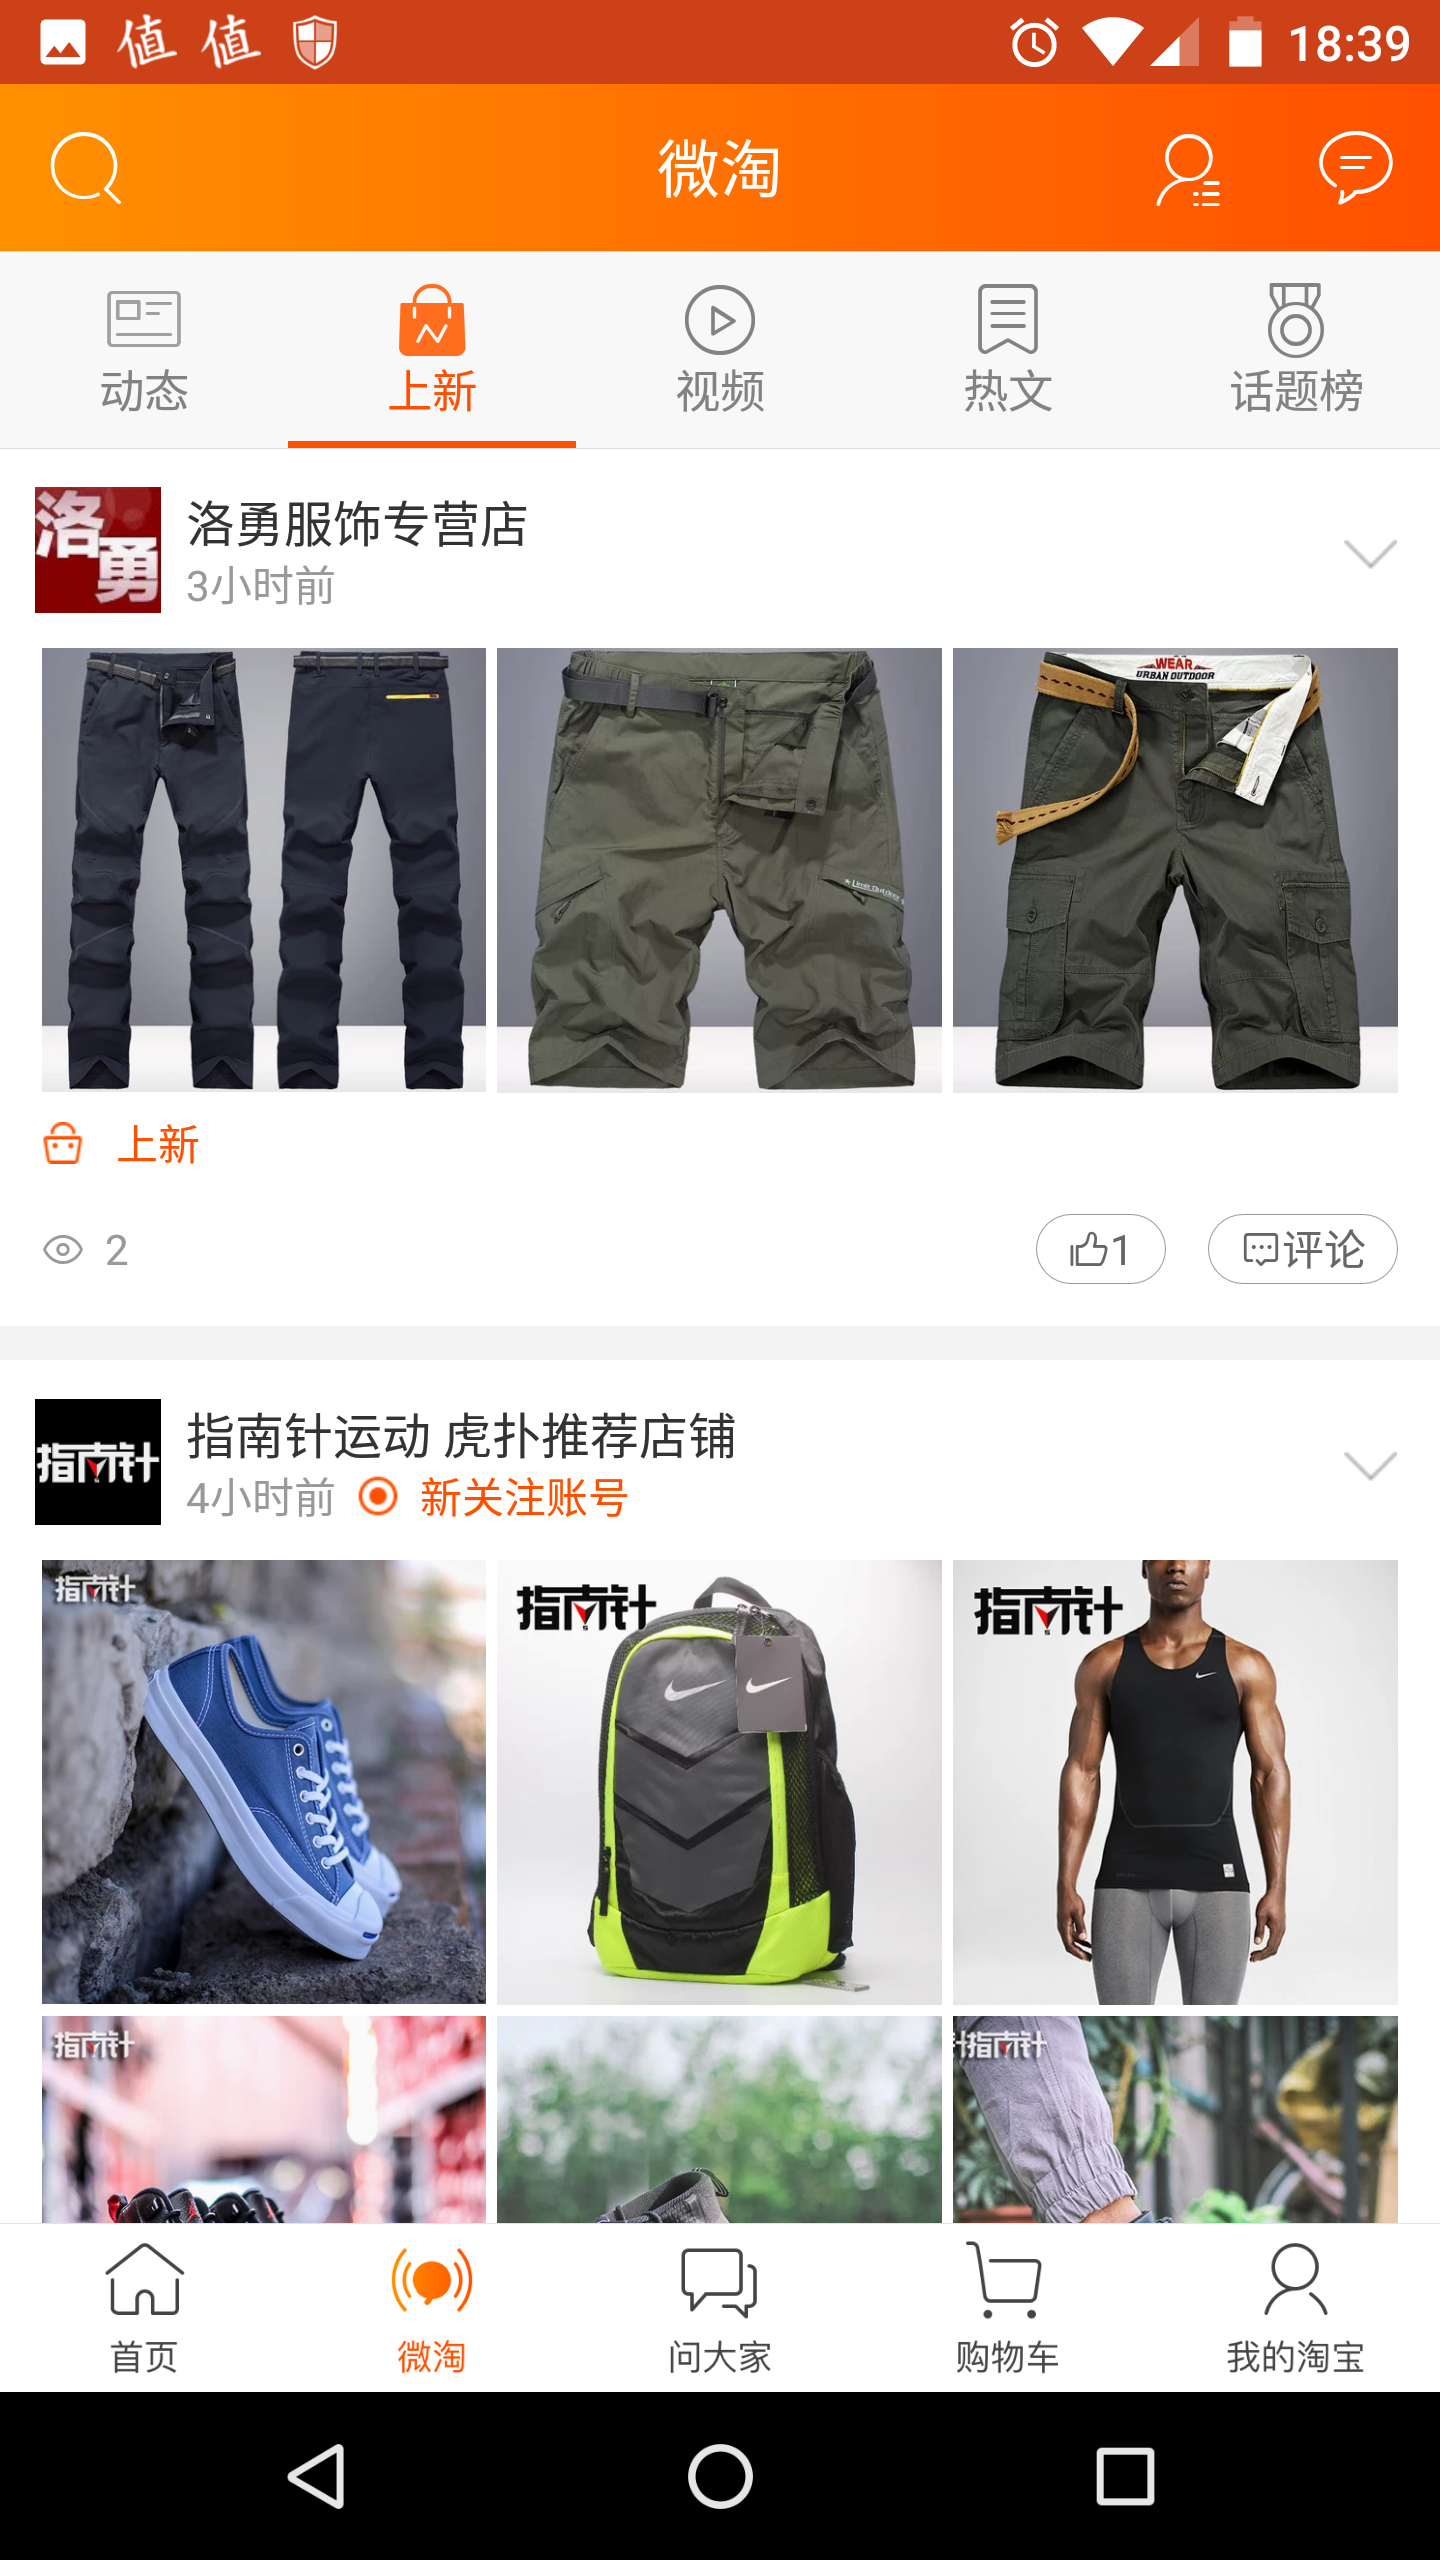 值 值 18:39
微淘
动态 上新 视频 热文 话题榜
洛勇
洛勇服饰专营店
3小时前
WEAR
URBAN OUTDOOR
Limit Outdoor
上新
2 1 评论
指南针
指南针运动 虎扑推荐店铺
4小时前 新关注账号
指南针 指南针 指南针
指南针 指南针
首页 微淘 问大家 购物车 我的淘宝